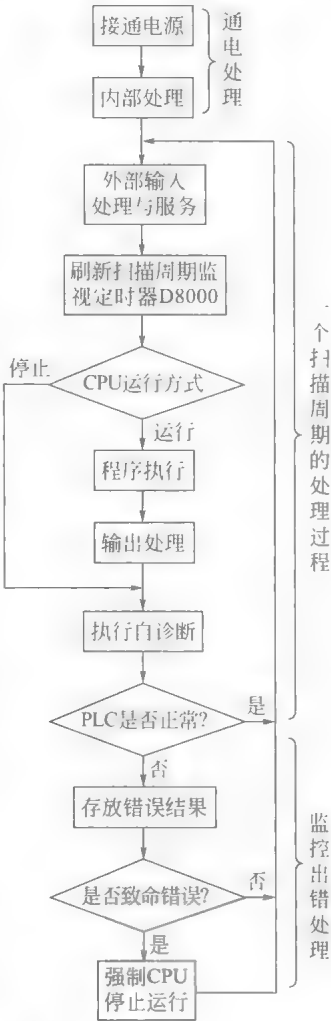 接通电源
内部处理
通电处理
外部输入
处理与服务
刷新扫描周期监
视定时器D8000
停止
CPU运行方式
运行
程序执行
输出处理
执行自诊断
一个扫描周期的处理过程
PLC是否正常?
是
否
存放错误结果
是否致命错误?
否
是
强制CPU
停止运行
监控出错处理